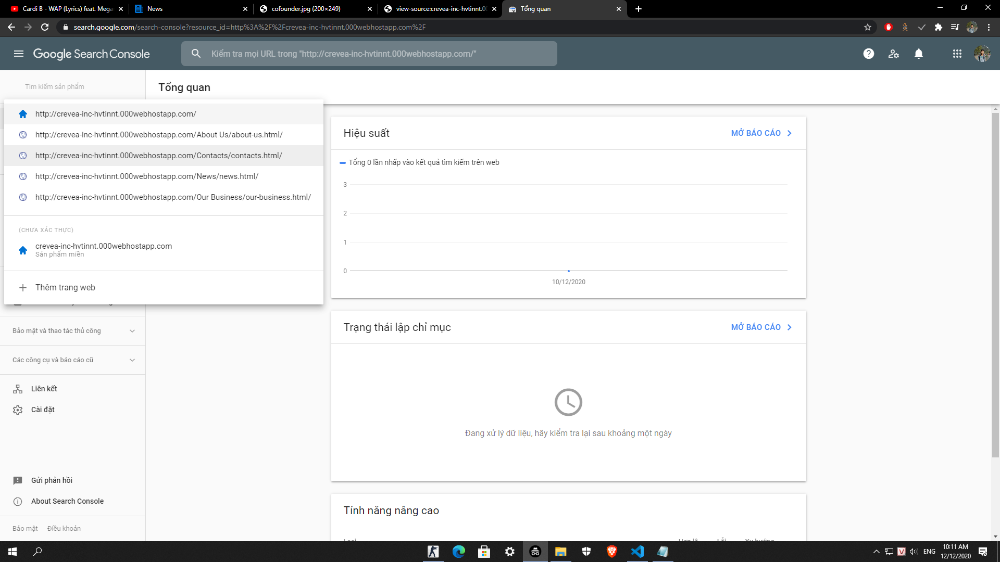 Cardi B - WAP (Lyrics) feat. Mega
News
cofounder.jpg (200×249)
view-source:crevea-inc-hvtinnt.00
Tổng quan
search.google.com/search-console?resource_id=http%3A%2F%2Fcrevea-inc-hvtinnt.000webhostapp.com%2F
Google Search Console
Kiểm tra mọi URL trong "http://crevea-inc-hvtinnt.000webhostapp.com/"
Tìm kiếm sản phẩm
Tổng quan
http://crevea-inc-hvtinnt.000webhostapp.com/
http://crevea-inc-hvtinnt.000webhostapp.com/About Us/about-us.html/
http://crevea-inc-hvtinnt.000webhostapp.com/Contacts/contacts.html/
http://crevea-inc-hvtinnt.000webhostapp.com/News/news.html/
http://crevea-inc-hvtinnt.000webhostapp.com/Our Business/our-business.html/
(CHƯA XÁC THỰC)
crevea-inc-hvtinnt.000webhostapp.com
Sản phẩm miền
Thêm trang web
Bảo mật và thao tác thủ công
Các công cụ và báo cáo cũ
Liên kết
Cài đặt
Gửi phản hồi
About Search Console
Bảo mật Điều khoản
Hiệu suất
MỞ BÁO CÁO
Tổng 0 lần nhấp vào kết quả tìm kiếm trên web
3
2
1
0
10/12/2020
Trạng thái lập chỉ mục
MỞ BÁO CÁO
Đang xử lý dữ liệu, hãy kiểm tra lại sau khoảng một ngày
Tính năng nâng cao
ENG
10:11 AM
12/12/2020